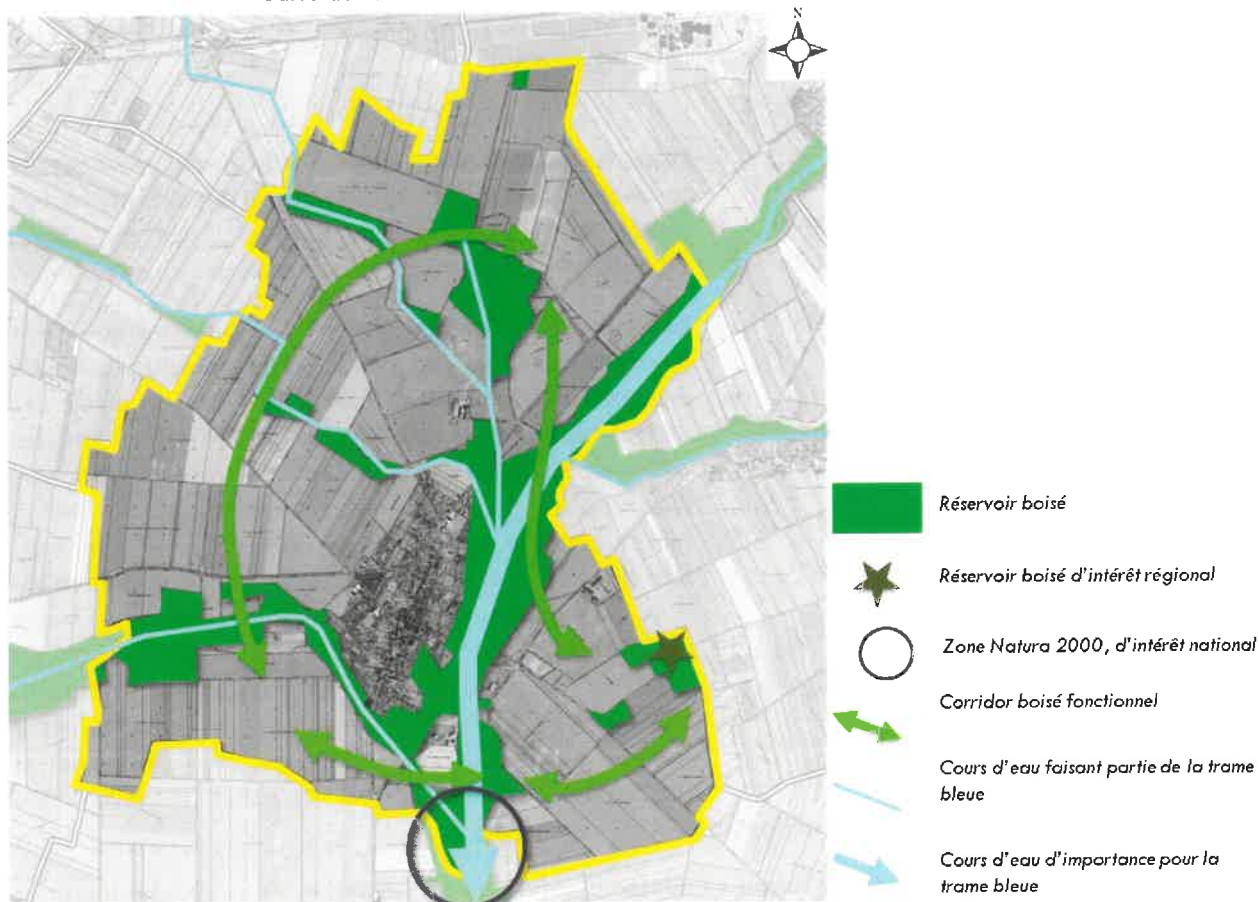 N
Réservoir boisé
Réservoir boisé d'intérêt régional
Zone Natura 2000, d'intérêt national
Corridor boisé fonctionnel
Cours d'eau faisant partie de la trame
bleue
Cours d'eau d'importance pour la
trame bleue